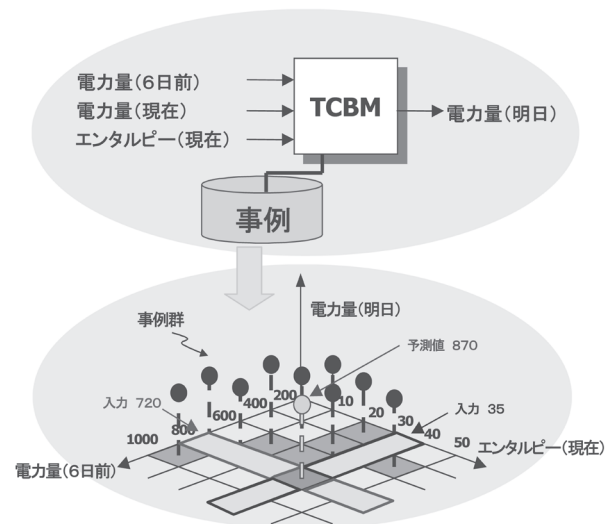 電力量(6日前)
電力量(現在)
エンタルピー(現在)
TCBM
電力量(明日)
事例
電力量(明日)
事例群
予測値 870
入力 720
入力 35
200
400
600
800
1000
10
20
30
40
50
電力量(6日前)
エンタルピー(現在)